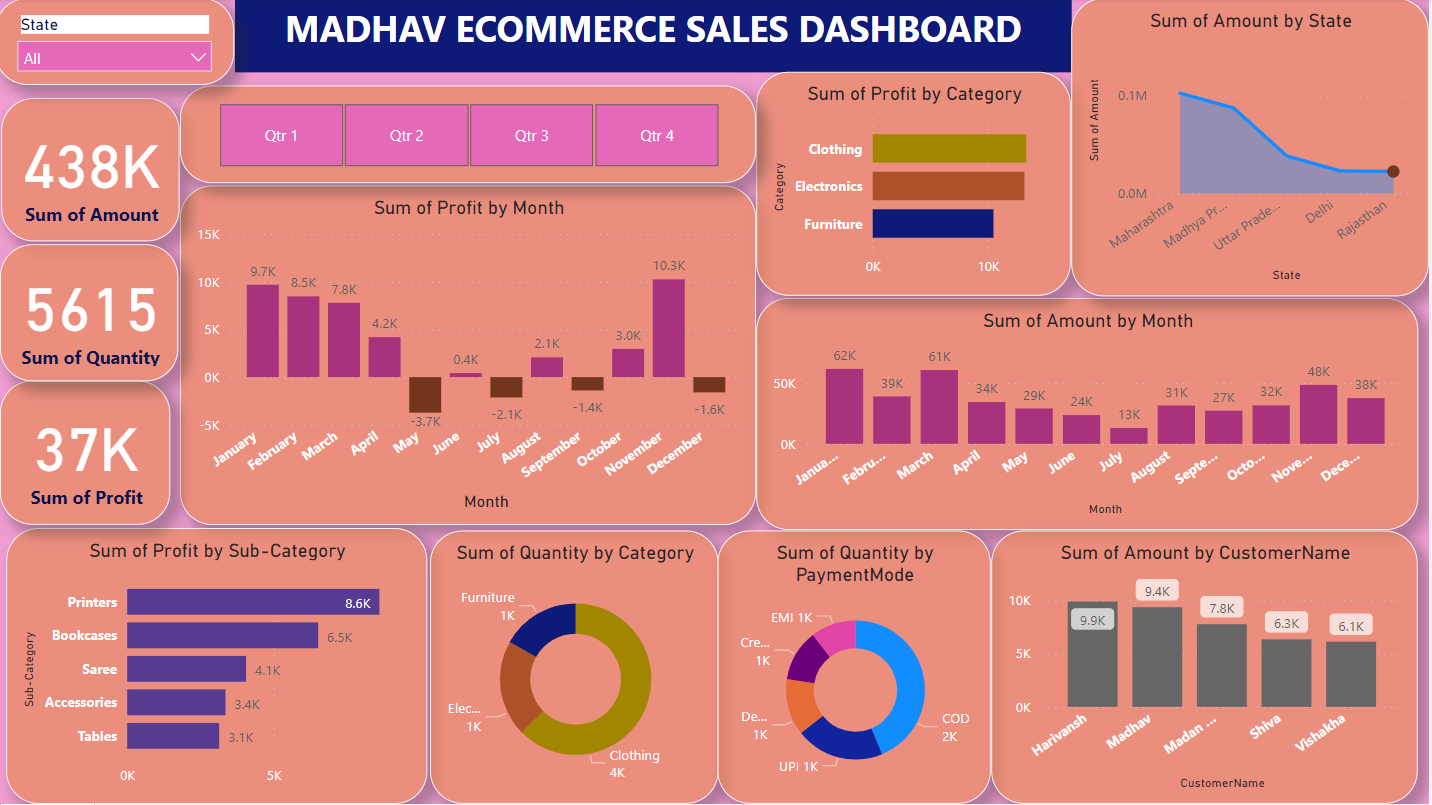 State
All
MADHAV ECOMMERCE SALES DASHBOARD
438K
Sum of Amount
5615
Sum of Quantity
37K
Sum of Profit
Qtr 1
Qtr 2
Qtr 3
Qtr 4
Sum of Profit by Month
15K
10K
5K
0K
-5K
9.7K
8.5K
7.8K
4.2K
-3.7K
0.4K
-2.1K
2.1K
-1.4K
3.0K
10.3K
-1.6K
January
February
March
April
May
June
July
August
September
October
November
December
Month
Sum of Profit by Category
Category
Clothing
Electronics
Furniture
0K
10K
Sum of Amount by State
Sum of Amount
0.1M
0.0M
Maharashtra
Madhya Pr...
Uttar Prade...
Delhi
Rajasthan
State
Sum of Amount by Month
50K
0K
62K
39K
61K
34K
29K
24K
13K
31K
27K
32K
48K
38K
Janua...
Febru...
March
April
May
June
July
August
Septe...
Octo...
Nove...
Dece...
Month
Sum of Profit by Sub-Category
Sub-Category
Printers
8.6K
Bookcases
6.5K
Saree
4.1K
Accessories
3.4K
Tables
3.1K
0K
5K
Sum of Quantity by Category
Furniture
1K
Elec...
1K
Clothing
4K
Sum of Quantity by
PaymentMode
EMI 1K
Cre...
1K
De...
1K
UPI 1K
COD
2K
Sum of Amount by CustomerName
10K
5K
0K
9.9K
9.4K
7.8K
6.3K
6.1K
Harivansh
Madhav
Madan ...
Shiva
Vishakha
CustomerName